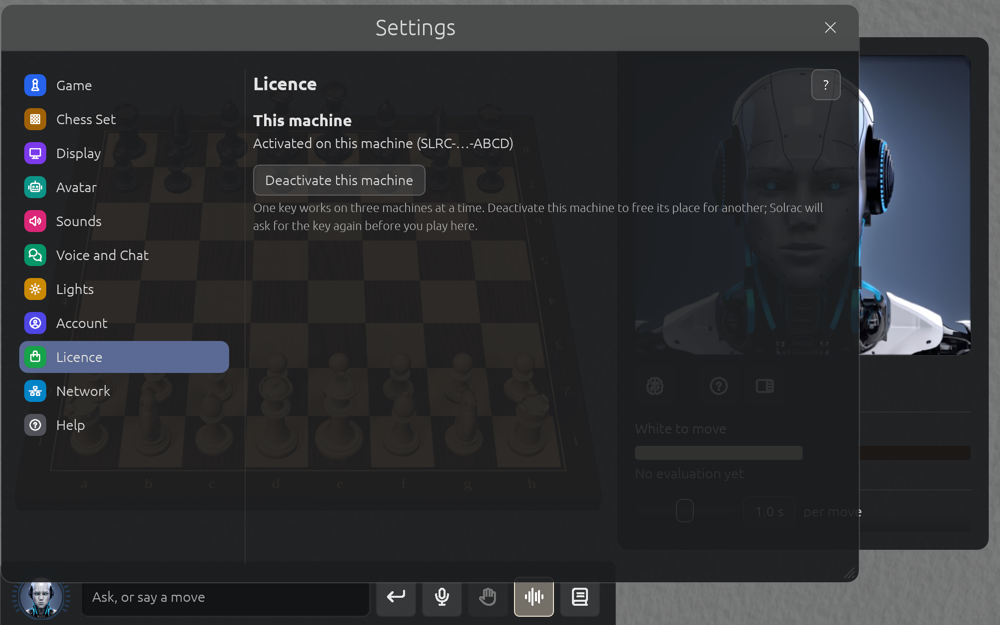 Settings
Game
Chess Set
Display
Avatar
Sounds
Voice and Chat
Lights
Account
Licence
Network
Help
Licence
?
This machine
Activated on this machine (SLRC-…-ABCD)
Deactivate this machine
One key works on three machines at a time. Deactivate this machine to free its place for another; Solrac will
ask for the key again before you play here.
a b c d e f g h
White to move
No evaluation yet
1.0 s per move
Ask, or say a move